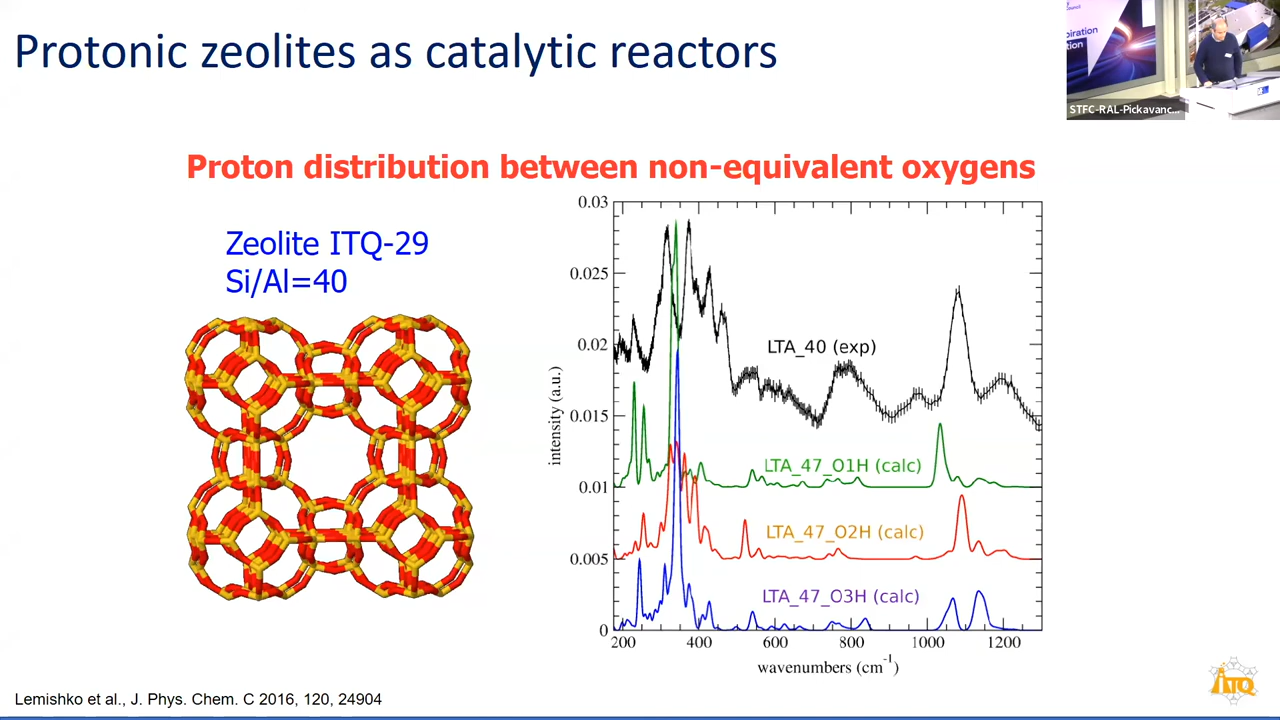 Protonic zeolites as catalytic reactors
STFC-RAL-Pickavanc...
Proton distribution between non-equivalent oxygens
Zeolite ITQ-29
Si/Al=40
0.03
0.025
0.02
0.015
0.01
0.005
0
intensity (a.u.)
LTA_40 (exp)
LTA_47_O1H (calc)
LTA_47_O2H (calc)
LTA_47_O3H (calc)
200 400 600 800 1000 1200
wavenumbers (cm⁻¹)
Lemishko et al., J. Phys. Chem. C 2016, 120, 24904
ITQ